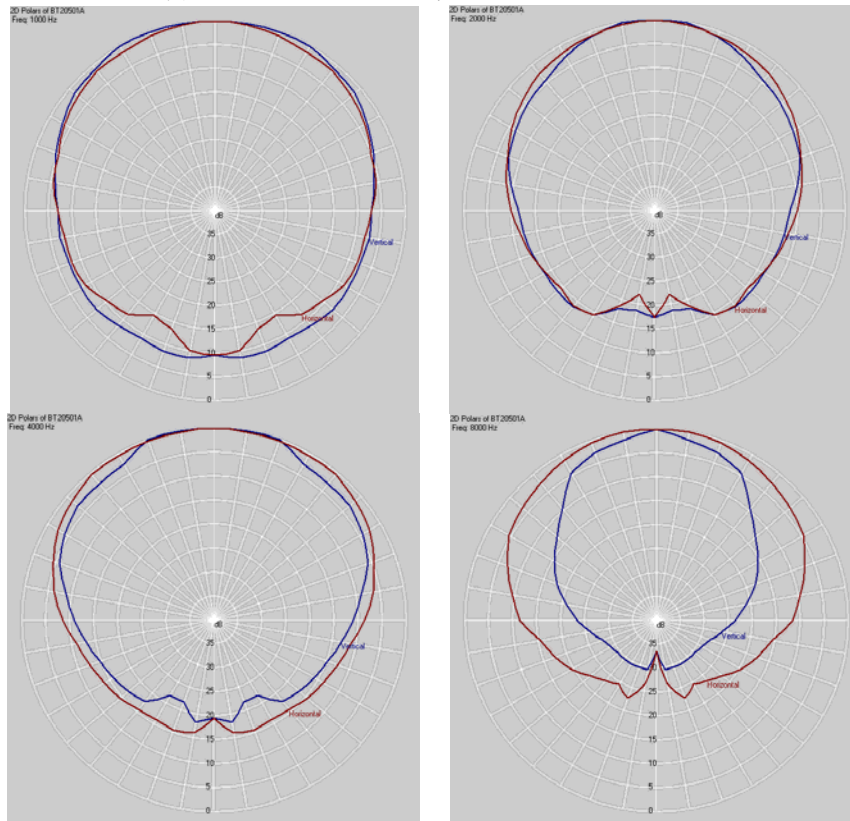 2D Polars of BT20501A
Freq: 1000 Hz
dB
35
Vertical
30
25
20
Horizontal
15
10
5
0
2D Polars of BT20501A
Freq: 2000 Hz
dB
35
Vertical
30
25
20
Horizontal
15
10
5
0
2D Polars of BT20501A
Freq: 4000 Hz
dB
35
Vertical
30
25
Horizontal
20
15
10
5
0
2D Polars of BT20501A
Freq: 8000 Hz
dB
Vertical
35
30
Horizontal
25
20
15
10
5
0